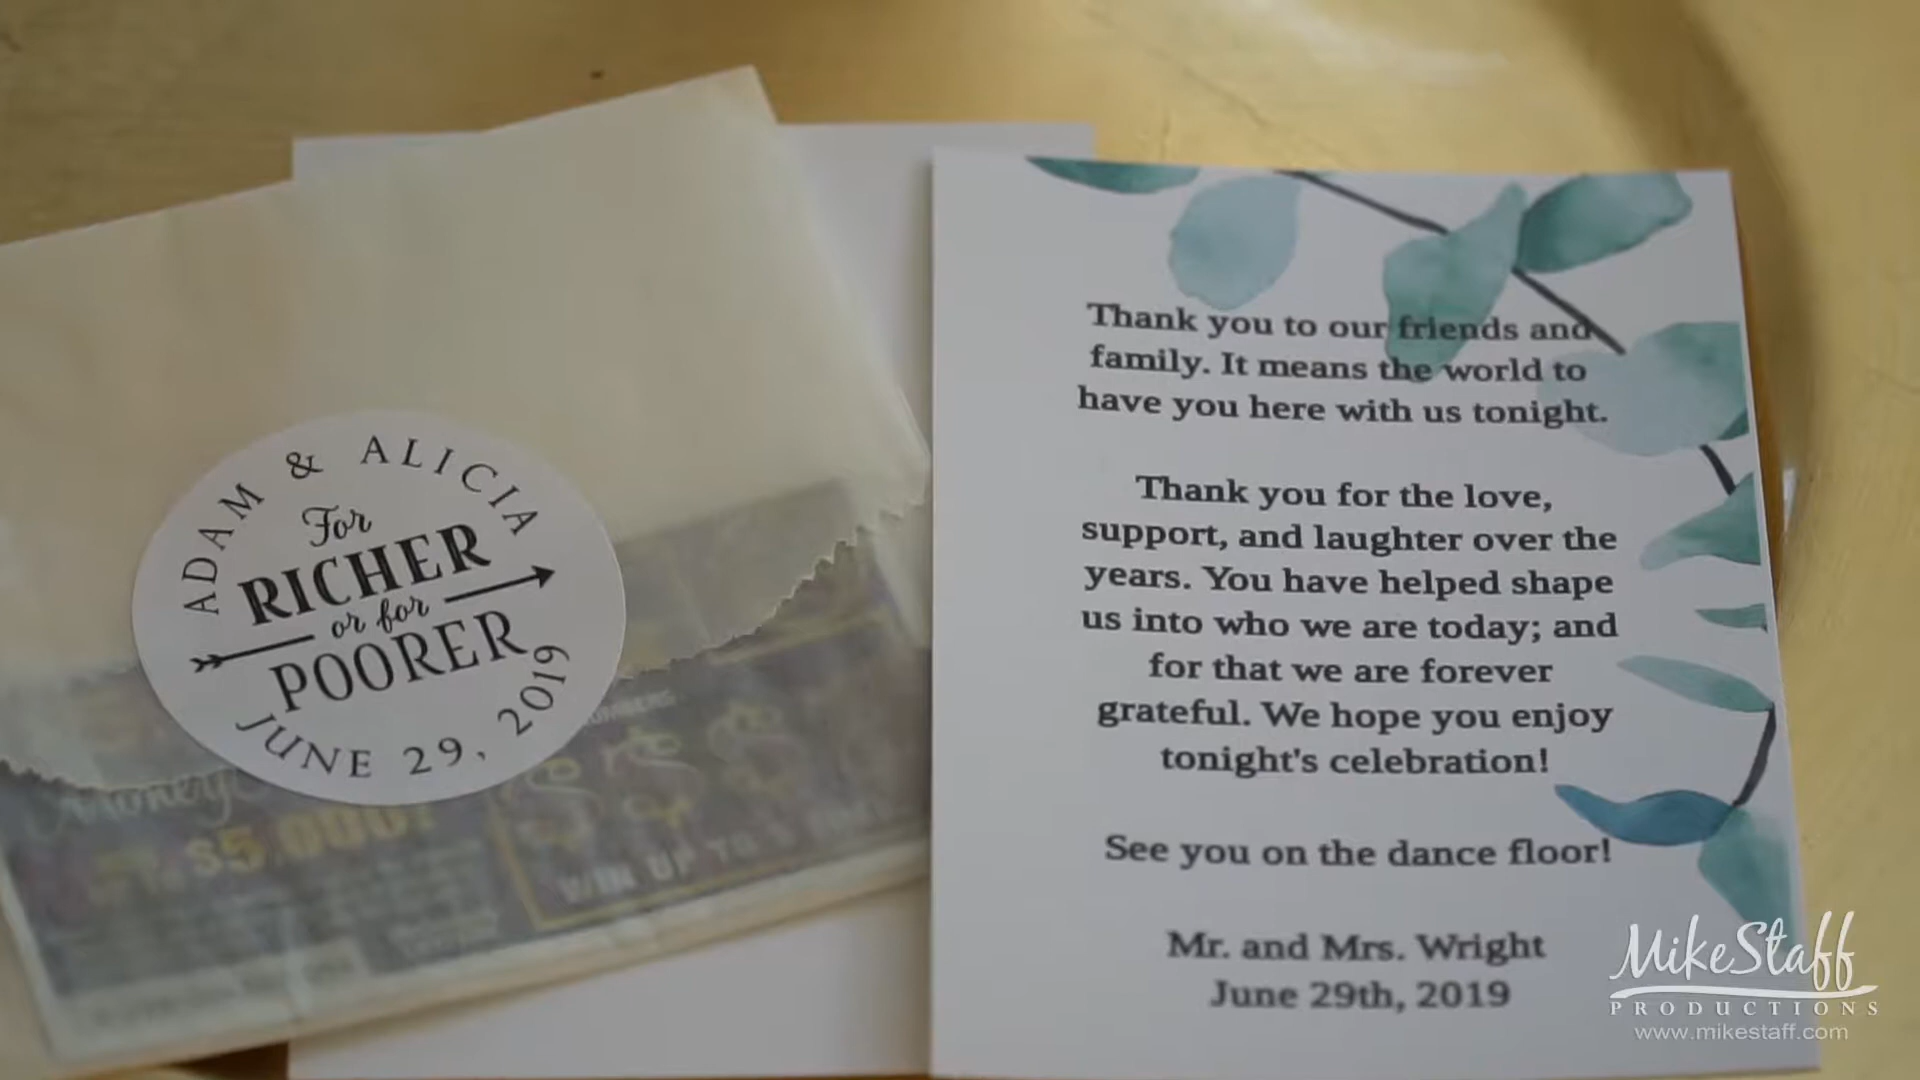 ADAM & ALICIA
For
RICHER
or for
POORER
JUNE 29, 2019
$5,000!
WIN UP TO
Thank you to our friends and
family. It means the world to
have you here with us tonight.
Thank you for the love,
support, and laughter over the
years. You have helped shape
us into who we are today; and
for that we are forever
grateful. We hope you enjoy
tonight's celebration!
See you on the dance floor!
Mr. and Mrs. Wright
June 29th, 2019
MikeStaff
PRODUCTIONS
www.mikestaff.com